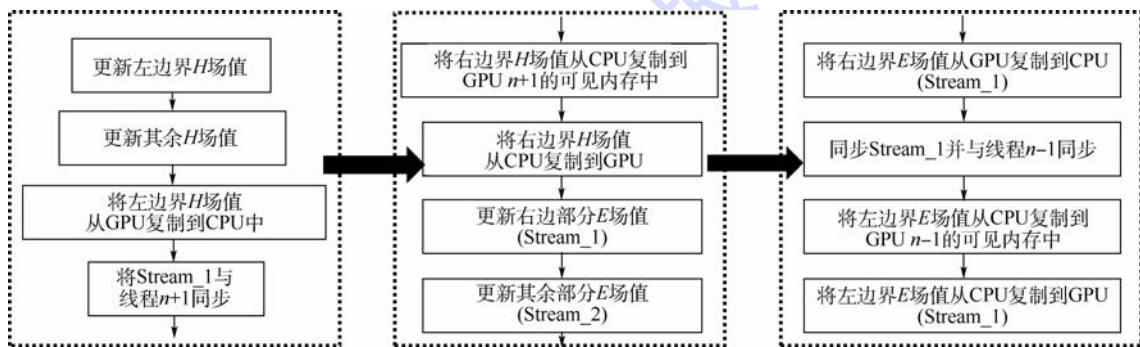 更新左边界H场值
更新其余H场值
将左边界H场值
从GPU复制到CPU中
将Stream_1与
线程n+1同步
将右边界H场值从CPU复制到
GPU n+1的可见内存中
将右边界H场值
从CPU复制到GPU
更新右边部分E场值
(Stream_1)
更新其余部分E场值
(Stream_2)
将右边界E场值从GPU复制到CPU
(Stream_1)
同步Stream_1并与线程n−1同步
将左边界E场值从CPU复制到
GPU n−1的可见内存中
将左边界E场值从CPU复制到GPU
(Stream_1)